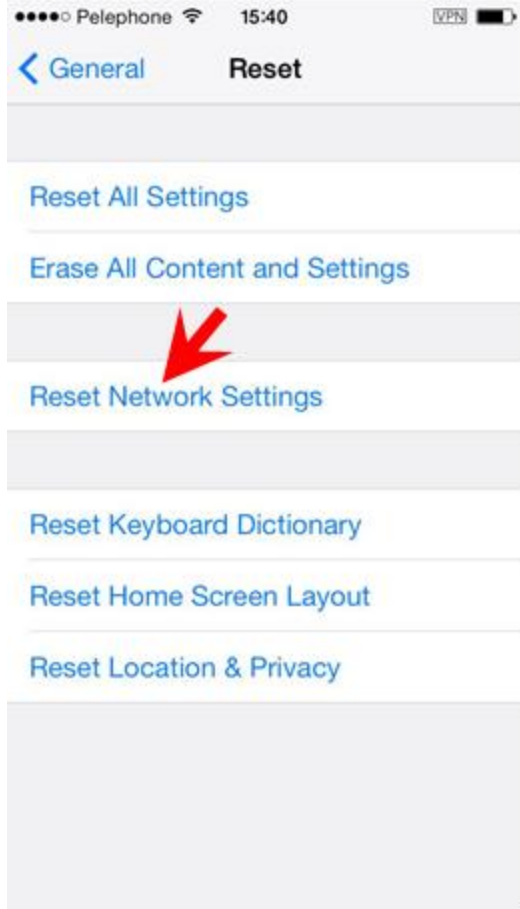 Pelephone 15:40 VPN
General Reset
Reset All Settings
Erase All Content and Settings
Reset Network Settings
Reset Keyboard Dictionary
Reset Home Screen Layout
Reset Location & Privacy